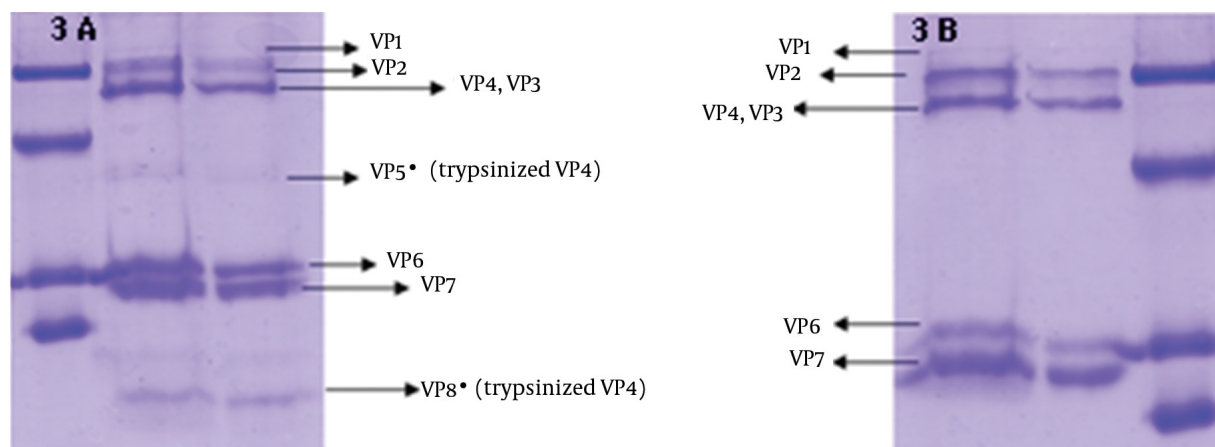 3 A
VP1
VP2
VP4, VP3
VP5• (trypsinized VP4)
VP6
VP7
VP8• (trypsinized VP4)
3 B
VP1
VP2
VP4, VP3
VP6
VP7